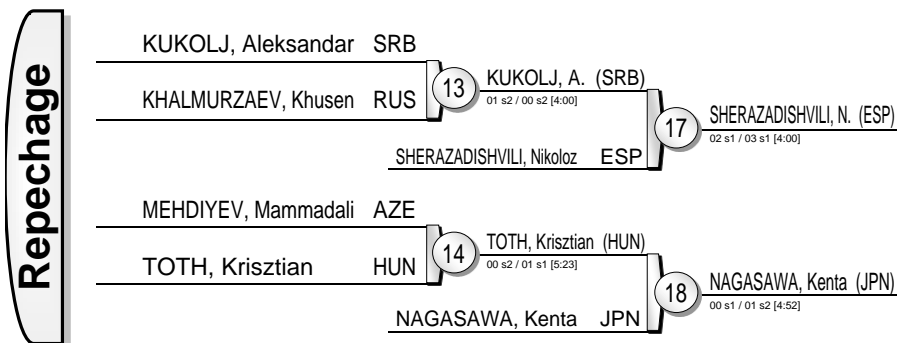 Repechage
KUKOLJ, Aleksandar SRB
KHALMURZAEV, Khusen RUS
13
KUKOLJ, A. (SRB)
01 s2 / 00 s2 [4:00]
SHERAZADISHVILI, Nikoloz ESP
17
SHERAZADISHVILI, N. (ESP)
02 s1 / 03 s1 [4:00]
MEHDIYEV, Mammadali AZE
TOTH, Krisztian HUN
14
TOTH, Krisztian (HUN)
00 s2 / 01 s1 [5:23]
NAGASAWA, Kenta JPN
18
NAGASAWA, Kenta (JPN)
00 s1 / 01 s2 [4:52]